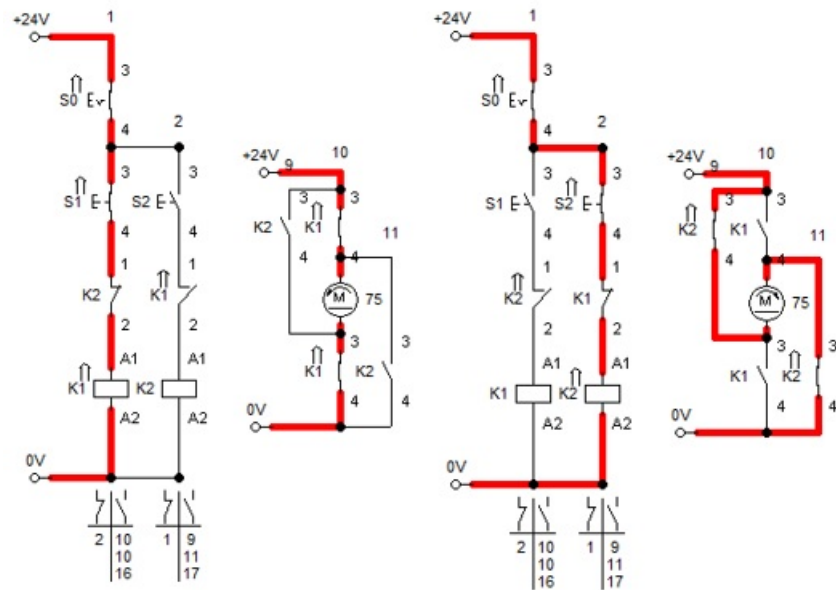 +24V 1
3
S0
4 2
3 3
S1 S2
4 4
1 1
K2 K1
2 2
A1 A1
K1 K2
A2 A2
0V
2 10 1 9
10 11
16 17
+24V 9 10
3 3
K2 K1 11
4 4
M 75
3 3
K1 K2
4 4
0V
+24V 1
3
S0
4 2
3 3
S1 S2
4 4
1 1
K2 K1
2 2
A1 A1
K1 K2
A2 A2
0V
2 10 1 9
10 11
16 17
+24V 9 10
3 3
K2 K1 11
4 4
M 75
3 3
K1 K2
4 4
0V